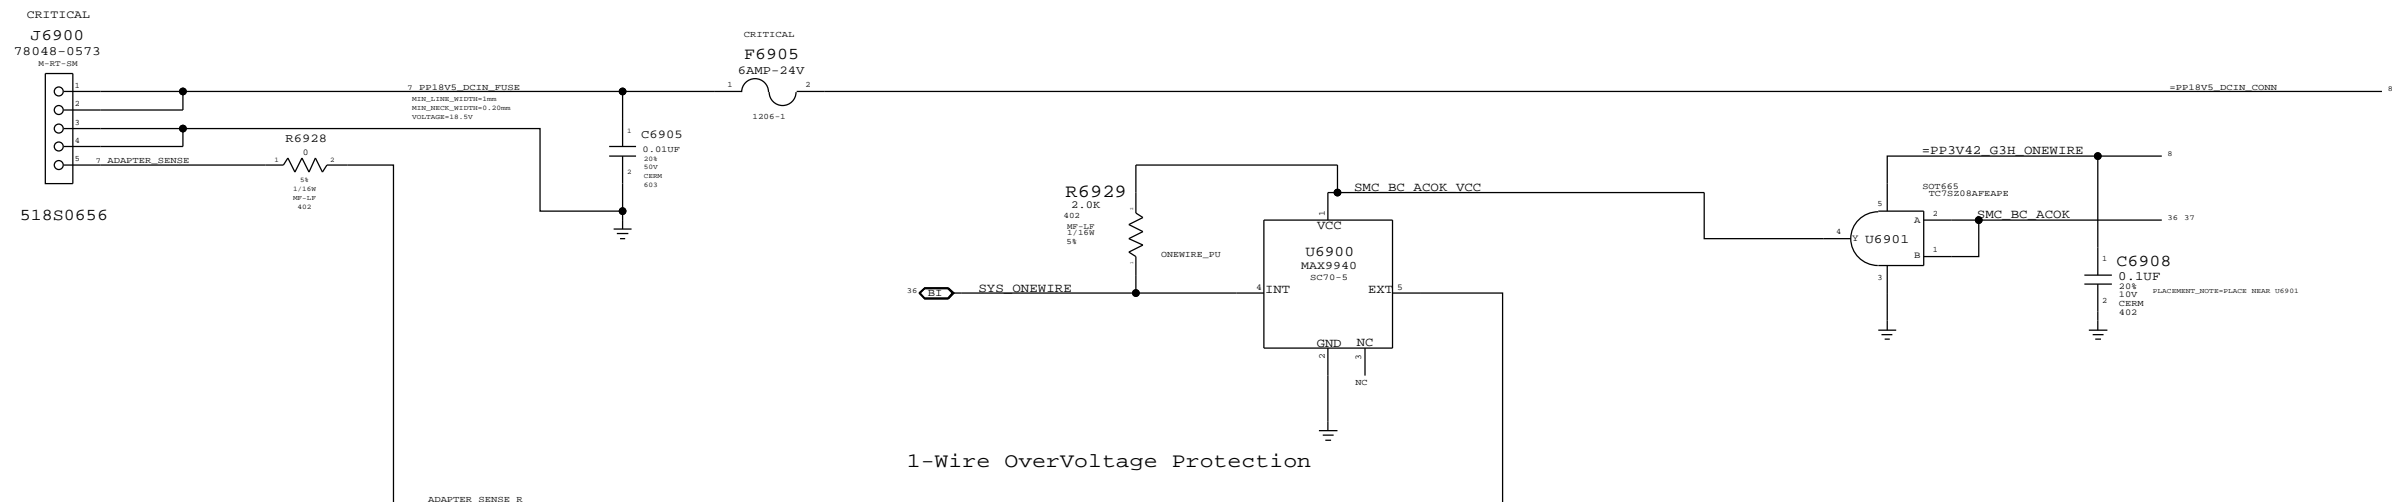 CRITICAL
J6900
78048-0573
M-RT-SM
1
2
3
4
5
518S0656
7 PP18V5_DCIN_FUSE
MIN_LINE_WIDTH=1mm
MIN_NECK_WIDTH=0.20mm
VOLTAGE=18.5V
7 ADAPTER_SENSE
R6928
0
1
2
5%
1/16W
MF-LF
402
ADAPTER_SENSE_R
1
C6905
0.01UF
20%
50V
CERM
603
2
CRITICAL
F6905
6AMP-24V
1
2
1206-1
=PP18V5_DCIN_CONN
8
R6929
2.0K
402
MF-LF
1/16W
5%
ONEWIRE_PU
36 BI SYS_ONEWIRE
SMC_BC_ACOK_VCC
1
VCC
U6900
MAX9940
SC70-5
4 INT
EXT 5
GND NC
2
3
NC
=PP3V42_G3H_ONEWIRE
8
SOT665
TC7SZ08AFEAPE
5
A 2
SMC_BC_ACOK
36 37
4
Y U6901
B 1
3
1
C6908
0.1UF
20%
10V
CERM
402
2
PLACEMENT_NOTE=PLACE NEAR U6901
1-Wire OverVoltage Protection